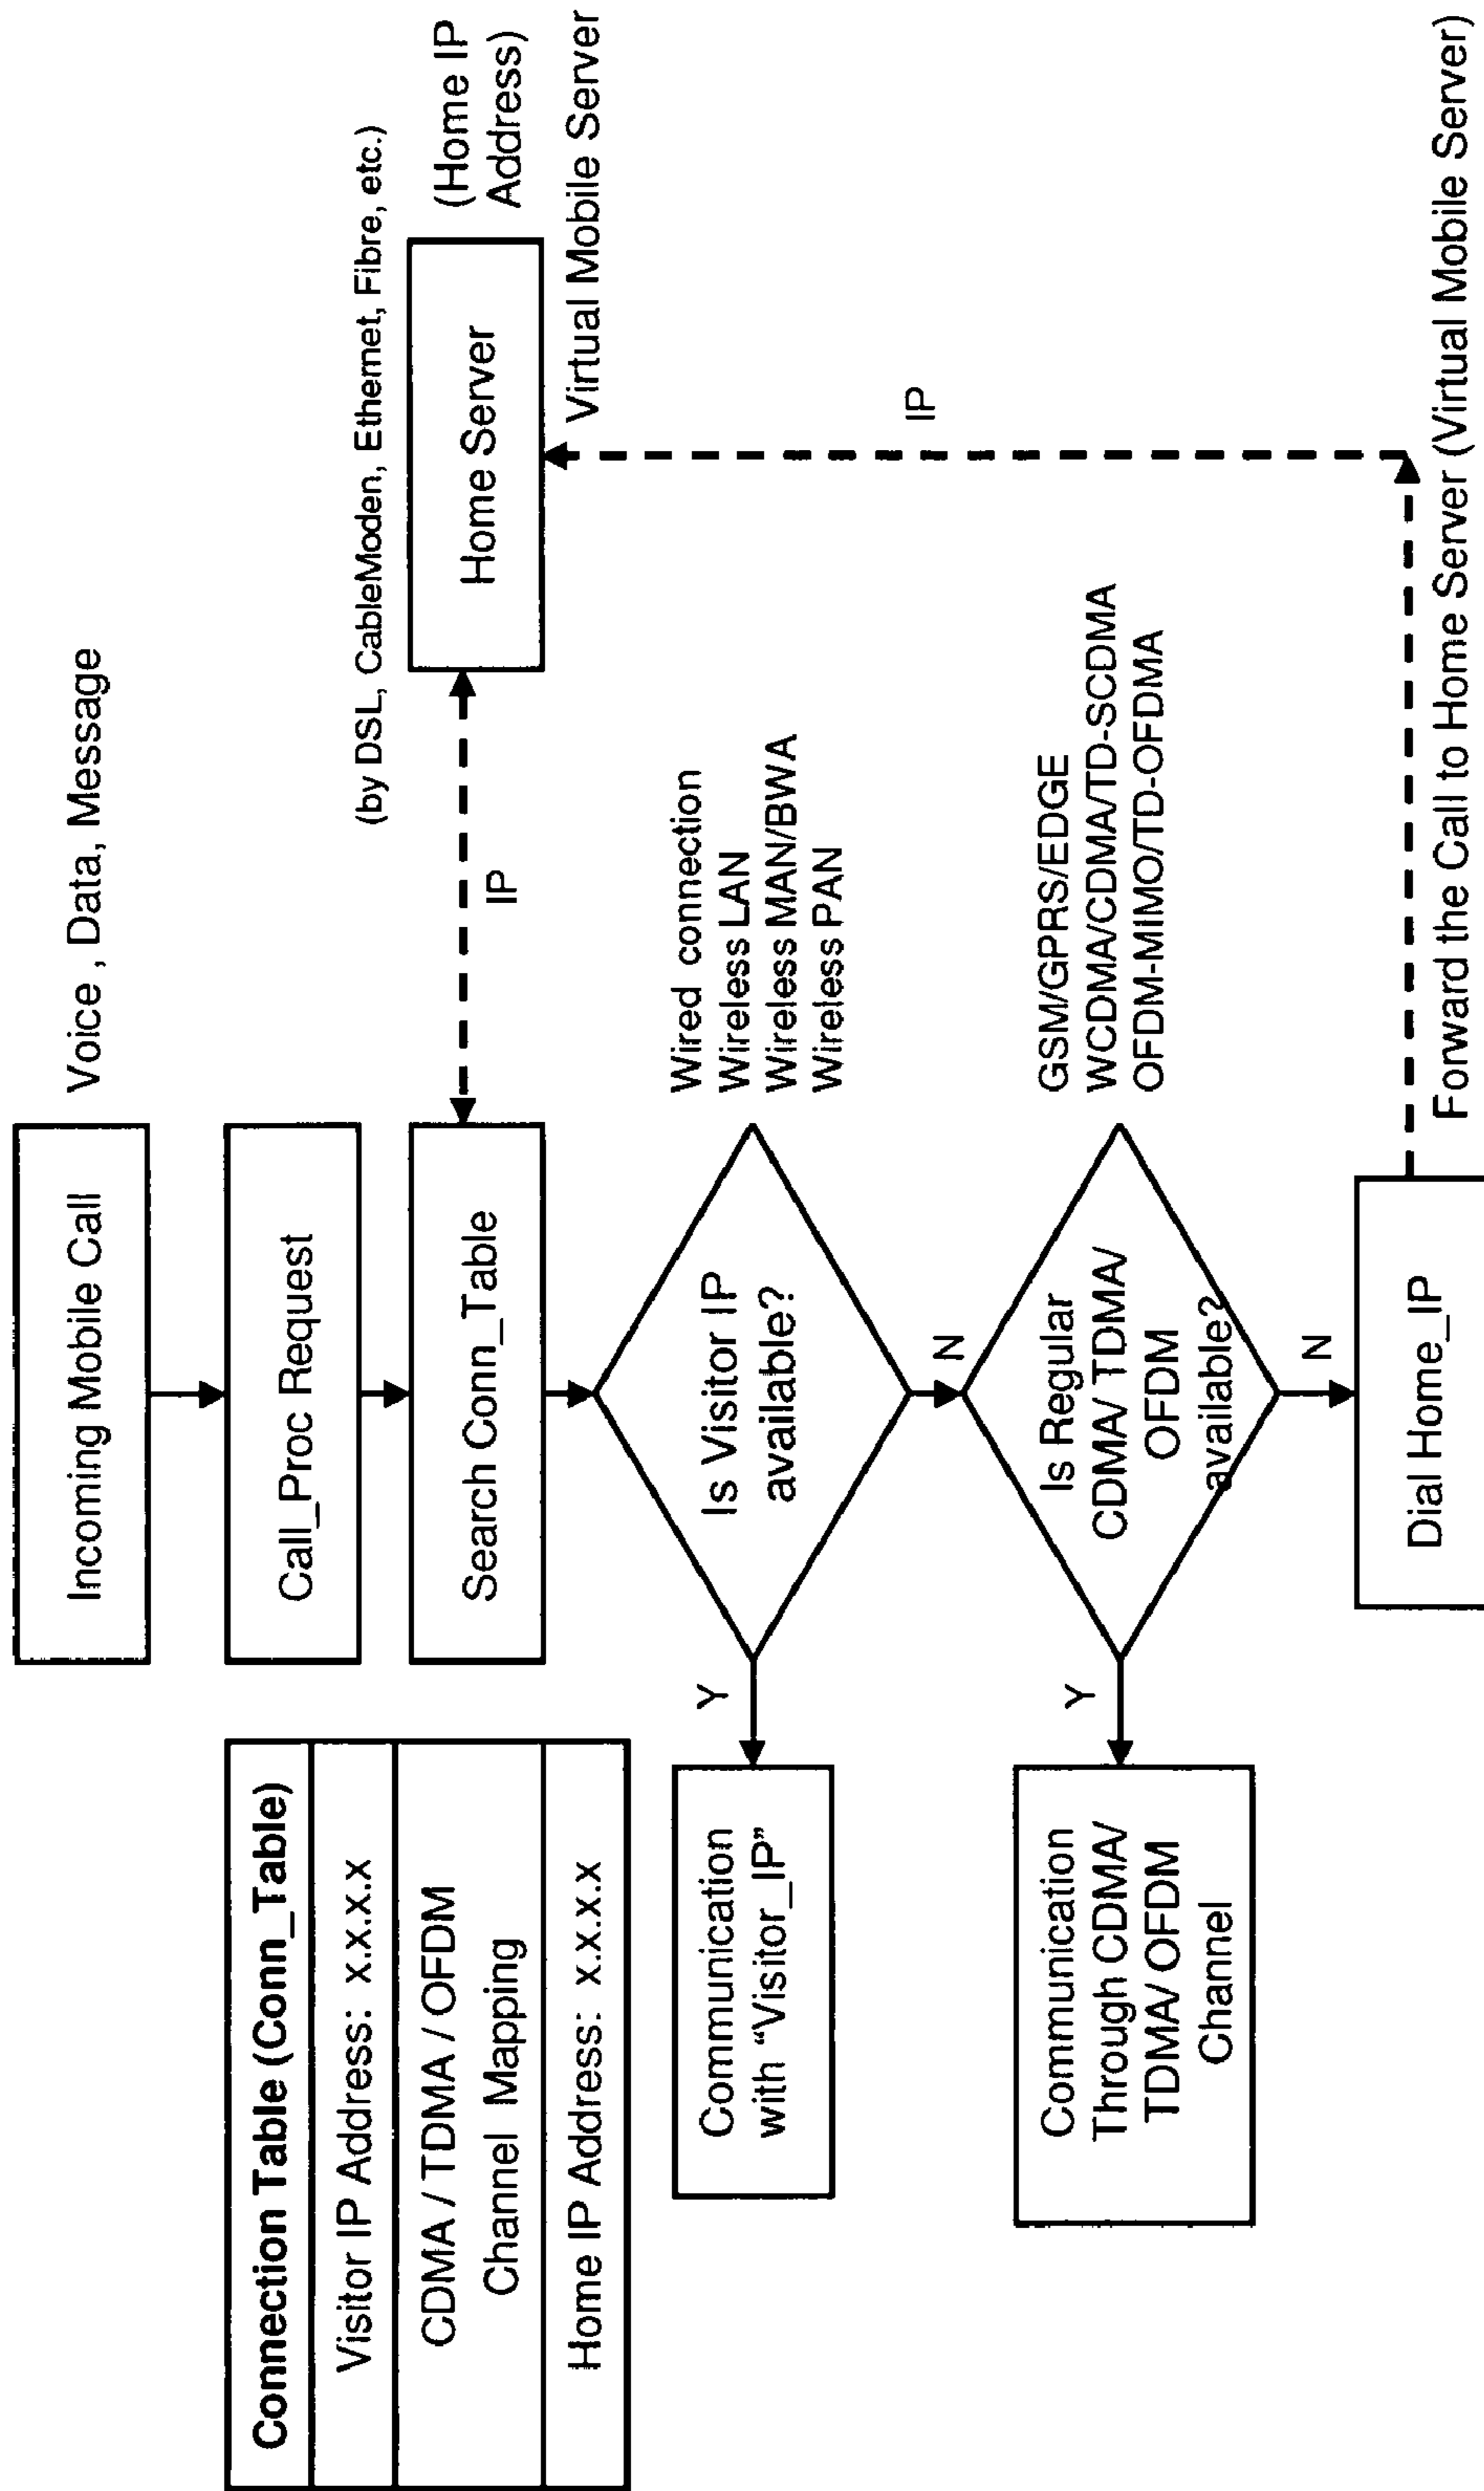 Incoming Mobile Call
Voice , Data, Message
Connection Table (Conn_Table)
Visitor IP Address: x.x.x.x
CDMA / TDMA / OFDM
Channel Mapping
Home IP Address: x.x.x.x
Call_Proc Request
Search Conn_Table
IP
(by DSL, CableModen, Ethernet, Fibre, etc.)
Home Server
(Home IP
Address)
Virtual Mobile Server
Is Visitor IP
available?
Wired connection
Wireless LAN
Wireless MAN/BWA
Wireless PAN
Y
Communication
with “Visitor_IP”
N
IP
Is Regular
CDMA/ TDMA/
OFDM
available?
GSM/GPRS/EDGE
WCDMA/CDMA/TD-SCDMA
OFDM-MIMO/TD-OFDMA
Y
Communication
Through CDMA/
TDMA/ OFDM
Channel
N
Dial Home_IP
Forward the Call to Home Server (Virtual Mobile Server)